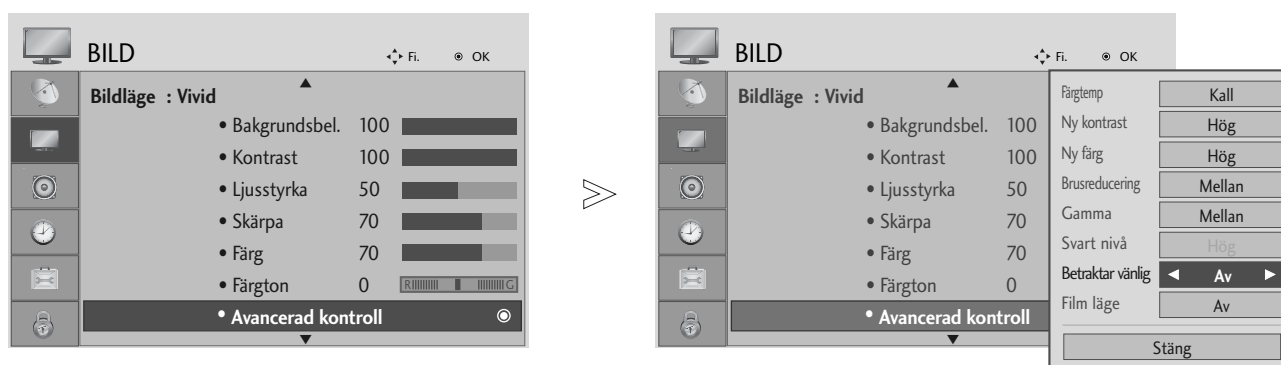 BILD
Fi. OK
Bildläge : Vivid
• Bakgrundsbel. 100
• Kontrast 100
• Ljusstyrka 50
• Skärpa 70
• Färg 70
• Färgton 0 R G
• Avancerad kontroll
BILD
Fi. OK
Bildläge : Vivid
• Bakgrundsbel. 100
• Kontrast 100
• Ljusstyrka 50
• Skärpa 70
• Färg 70
• Färgton 0
• Avancerad kontroll
Färgtemp Kall
Ny kontrast Hög
Ny färg Hög
Brusreducering Mellan
Gamma Mellan
Svart nivå Hög
Betraktar vänlig Av
Film läge Av
Stäng